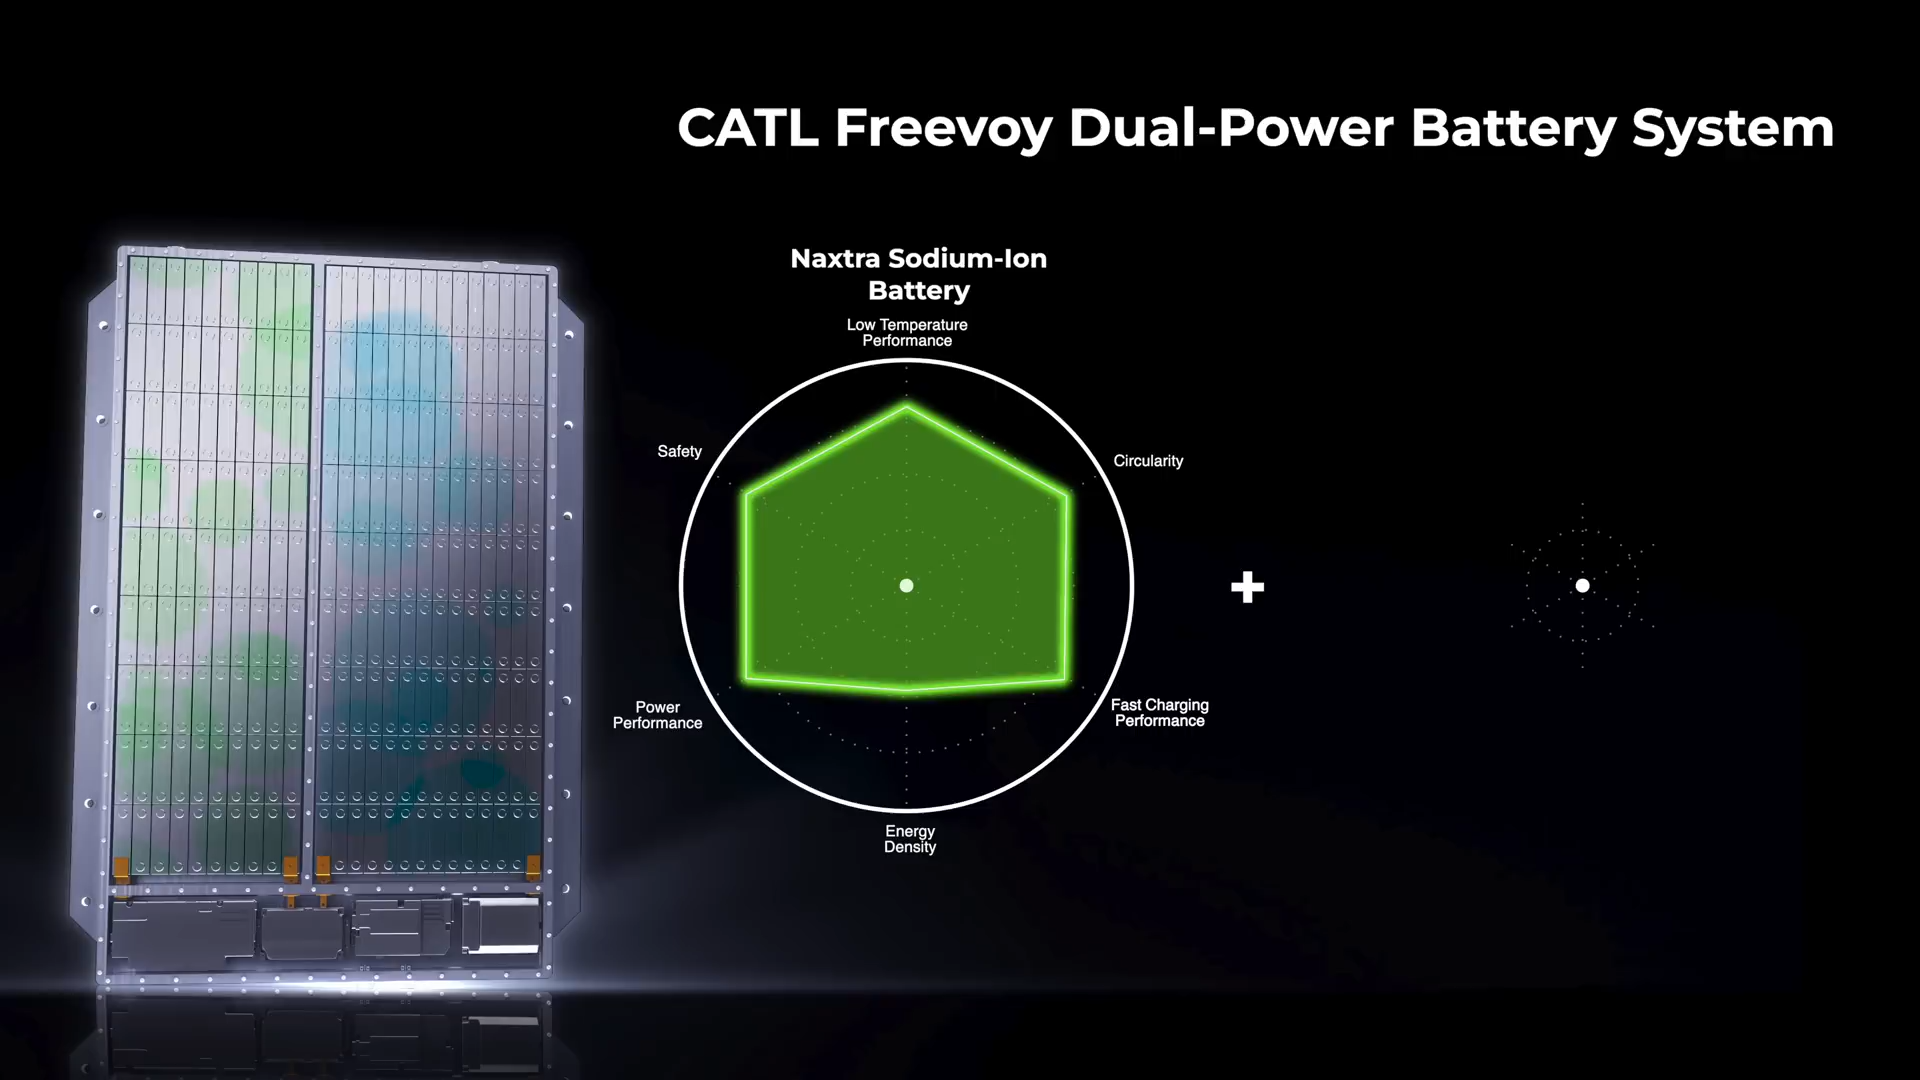 CATL Freevoy Dual-Power Battery System
Naxtra Sodium-Ion
Battery
Low Temperature
Performance
Safety
Circularity
Power
Performance
Fast Charging
Performance
Energy
Density